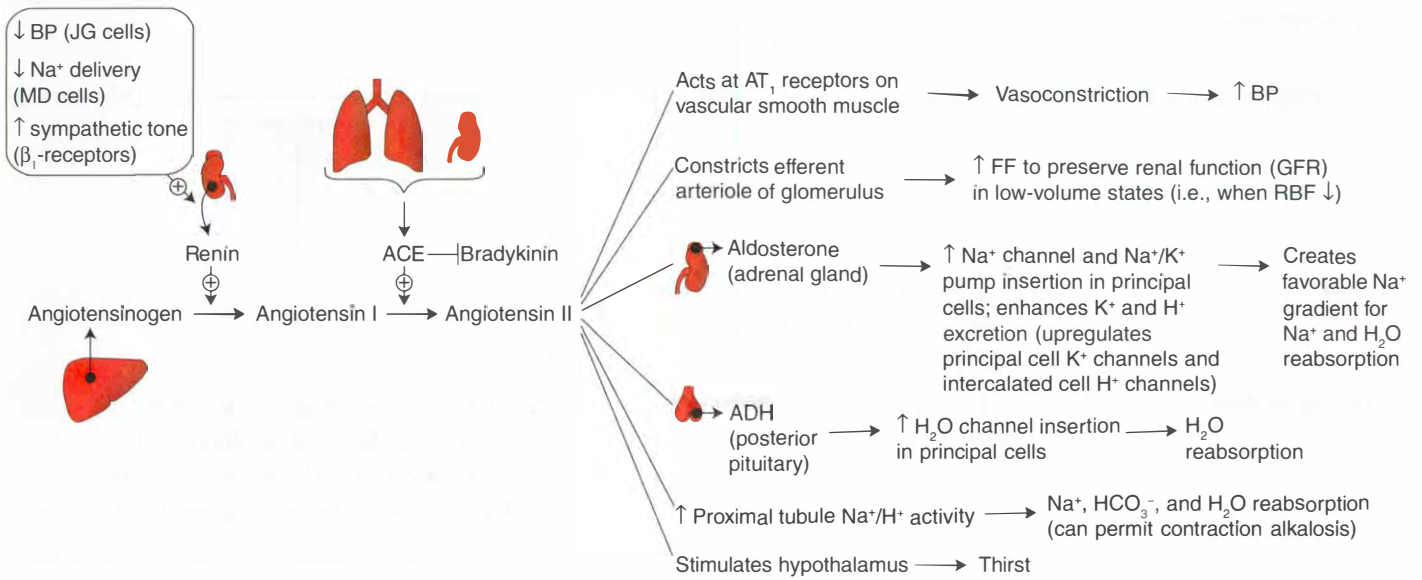 ↓ BP (JG cells)
↓ Na⁺ delivery
(MD cells)
↑ sympathetic tone
(β₁-receptors)
⊕
Renin
⊕
Angiotensinogen
Angiotensin I
ACE
Bradykinin
⊕
Angiotensin II
Acts at AT₁ receptors on
vascular smooth muscle
Vasoconstriction
↑ BP
Constricts efferent
arteriole of glomerulus
↑ FF to preserve renal function (GFR)
in low-volume states (i.e., when RBF ↓)
Aldosterone
(adrenal gland)
↑ Na⁺ channel and Na⁺/K⁺
pump insertion in principal
cells; enhances K⁺ and H⁺
excretion (upregulates
principal cell K⁺ channels and
intercalated cell H⁺ channels)
Creates
favorable Na⁺
gradient for
Na⁺ and H₂O
reabsorption
ADH
(posterior
pituitary)
↑ H₂O channel insertion
in principal cells
H₂O
reabsorption
↑ Proximal tubule Na⁺/H⁺ activity
Na⁺, HCO₃⁻, and H₂O reabsorption
(can permit contraction alkalosis)
Stimulates hypothalamus
Thirst